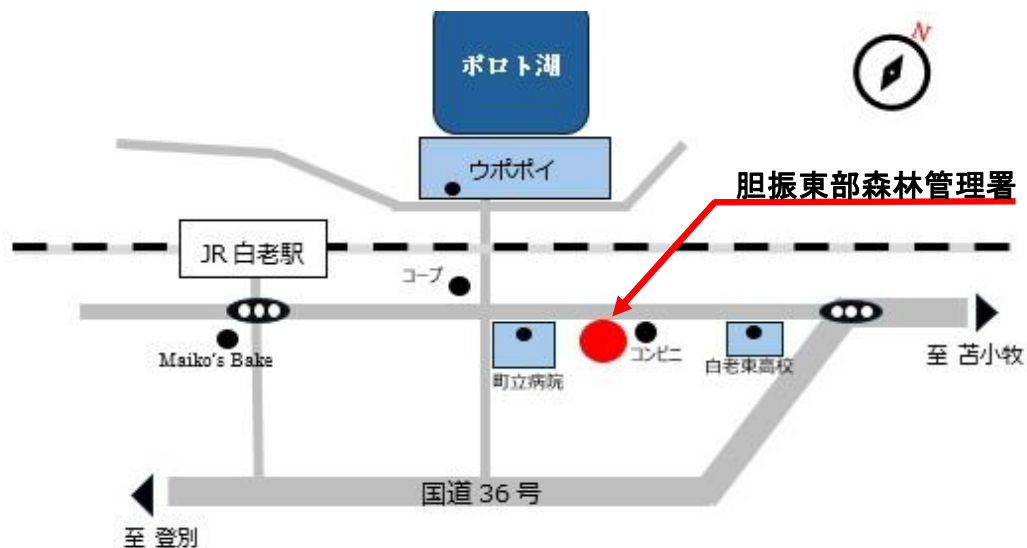 N
ポロト湖
ウポポイ
胆振東部森林管理署
JR 白老駅
コープ
Maiko's Bake
町立病院
コンビニ
白老東高校
至 苫小牧
国道 36 号
至 登別